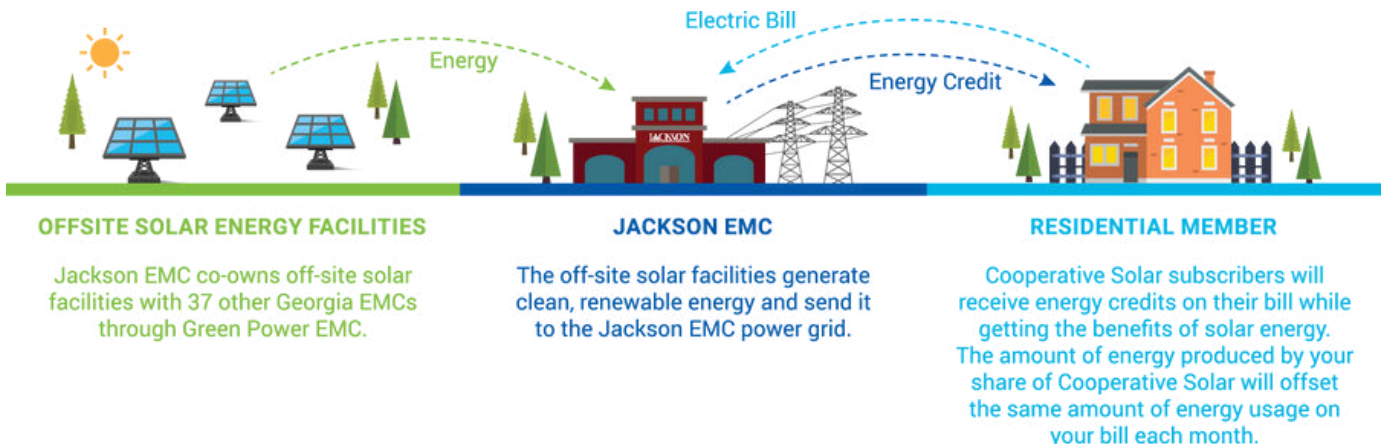 Electric Bill
Energy
Energy Credit
JACKSON
OFFSITE SOLAR ENERGY FACILITIES
Jackson EMC co-owns off-site solar
facilities with 37 other Georgia EMCs
through Green Power EMC.
JACKSON EMC
The off-site solar facilities generate
clean, renewable energy and send it
to the Jackson EMC power grid.
RESIDENTIAL MEMBER
Cooperative Solar subscribers will
receive energy credits on their bill while
getting the benefits of solar energy.
The amount of energy produced by your
share of Cooperative Solar will offset
the same amount of energy usage on
your bill each month.